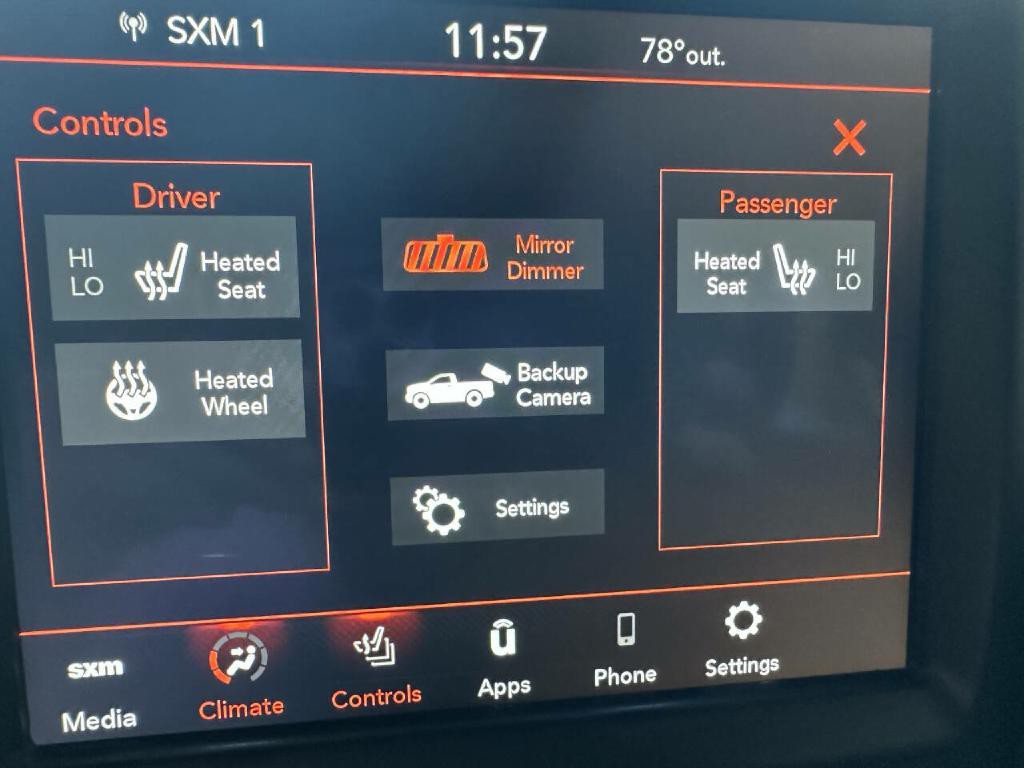 SXM 1
11:57
78° out.
Controls
Driver
HI
LO
Heated
Seat
Heated
Wheel
Mirror
Dimmer
Backup
Camera
Settings
Passenger
Heated
Seat
HI
LO
sxm
Media
Climate
Controls
u
Apps
Phone
Settings